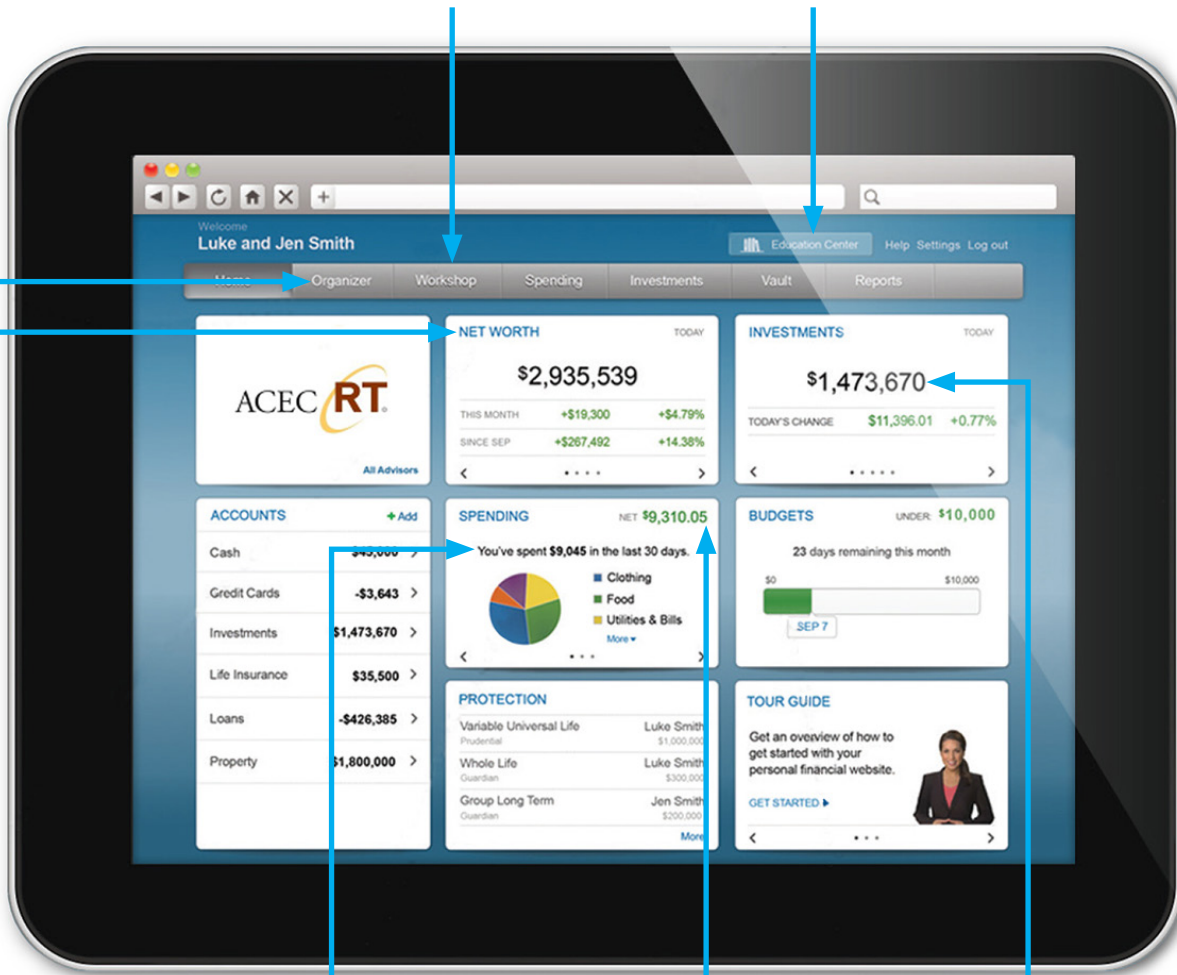 Welcome
Luke and Jen Smith
Education Center Help Settings Log out
Home Organizer Workshop Spending Investments Vault Reports
ACEC RT®
All Advisors
NET WORTH TODAY
$2,935,539
THIS MONTH +$19,300 +$4.79%
SINCE SEP +$267,492 +14.38%
INVESTMENTS TODAY
$1,473,670
TODAY'S CHANGE $11,396.01 +0.77%
ACCOUNTS + Add
Cash $45,000
Gredit Cards -$3,643
Investments $1,473,670
Life Insurance $35,500
Loans -$426,385
Property $1,800,000
SPENDING NET $9,310.05
You've spent $9,045 in the last 30 days.
Clothing
Food
Utilities & Bills
More
BUDGETS UNDER: $10,000
23 days remaining this month
$0 $10,000
SEP 7
PROTECTION
Variable Universal Life Luke Smith
Prudential $1,000,000
Whole Life Luke Smith
Guardian $300,000
Group Long Term Jen Smith
Guardian $200,000
More
TOUR GUIDE
Get an overview of how to
get started with your
personal financial website.
GET STARTED